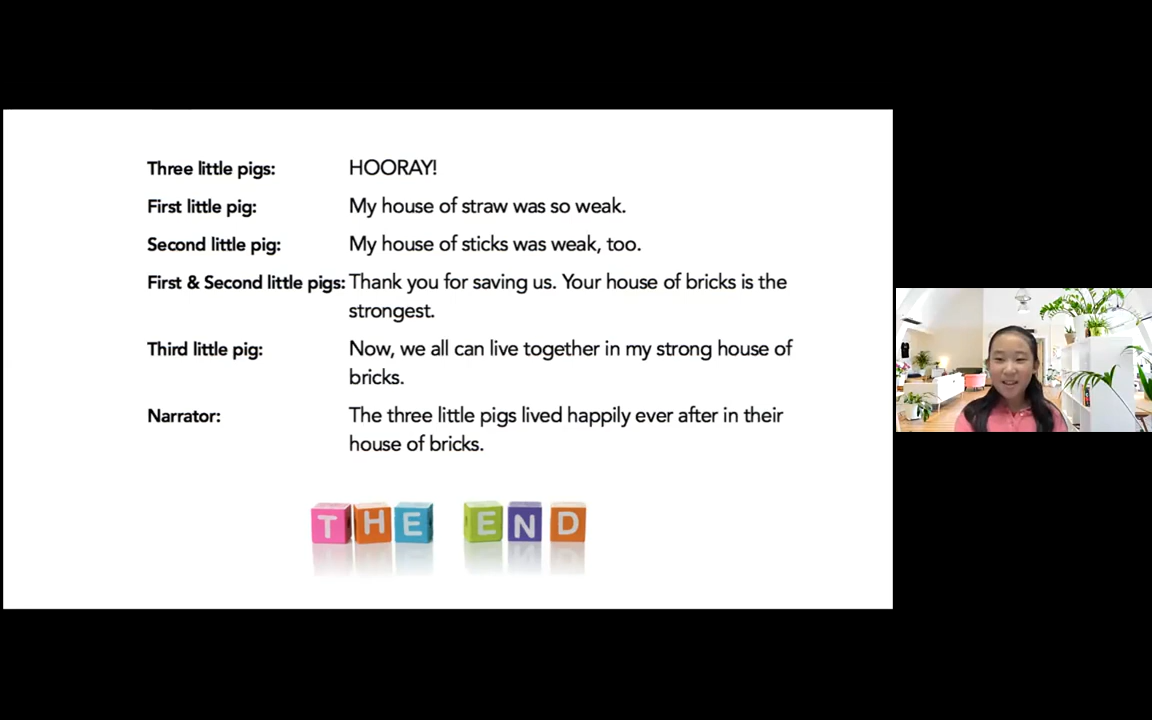 Three little pigs: HOORAY!
First little pig: My house of straw was so weak.
Second little pig: My house of sticks was weak, too.
First & Second little pigs: Thank you for saving us. Your house of bricks is the
strongest.
Third little pig: Now, we all can live together in my strong house of
bricks.
Narrator: The three little pigs lived happily ever after in their
house of bricks.
THE END